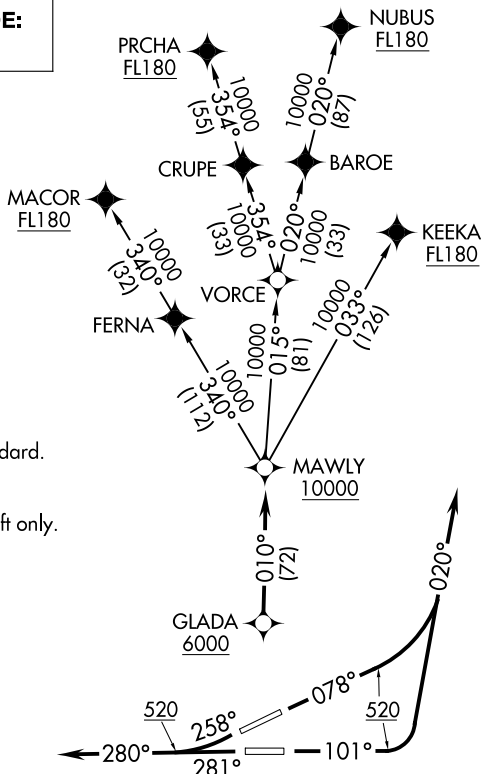 DE:
NUBUS
FL180
PRCHA
FL180
10000
354°
(55)
10000
020°
(87)
CRUPE
BAROE
MACOR
FL180
354°
10000
(33)
020°
10000
(33)
KEEKA
FL180
10000
340°
(32)
VORCE
FERNA
10000
033°
(126)
10000
015°
(81)
10000
340°
(112)
dard.
MAWLY
10000
ft only.
010°
(72)
020°
GLADA
6000
078°
520
258°
520
280°
281°
101°